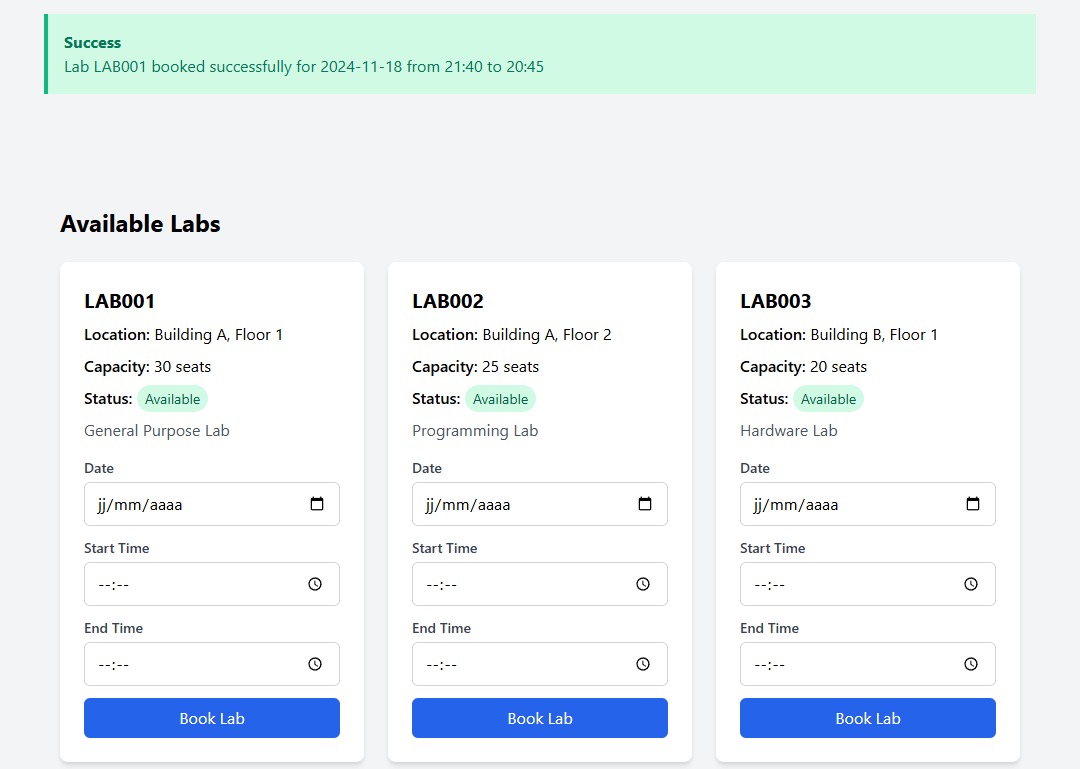 Success
Lab LAB001 booked successfully for 2024-11-18 from 21:40 to 20:45
Available Labs
LAB001
Location: Building A, Floor 1
Capacity: 30 seats
Status: Available
General Purpose Lab
Date
jj/mm/aaaa
Start Time
--:--
End Time
--:--
Book Lab
LAB002
Location: Building A, Floor 2
Capacity: 25 seats
Status: Available
Programming Lab
Date
jj/mm/aaaa
Start Time
--:--
End Time
--:--
Book Lab
LAB003
Location: Building B, Floor 1
Capacity: 20 seats
Status: Available
Hardware Lab
Date
jj/mm/aaaa
Start Time
--:--
End Time
--:--
Book Lab